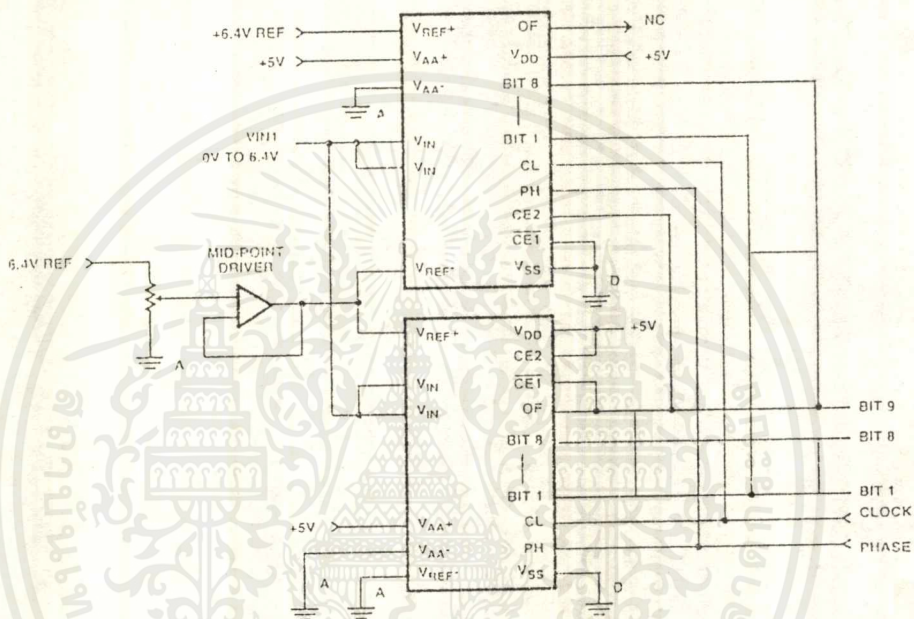 +6.4V REF
+5V
A
VIN1
0V TO 6.4V
6.4V REF
MID-POINT
DRIVER
A
VREF+
VAA+
VAA-
VIN
VIN
VREF-
OF
VDD
BIT 8
BIT 1
CL
PH
CE2
CE1
VSS
NC
+5V
D
VREF+
VIN
VIN
VAA+
VAA-
VREF-
+5V
A
A
VDD
CE2
CE1
OF
BIT 8
BIT 1
CL
PH
VSS
+5V
D
BIT 9
BIT 8
BIT 1
CLOCK
PHASE